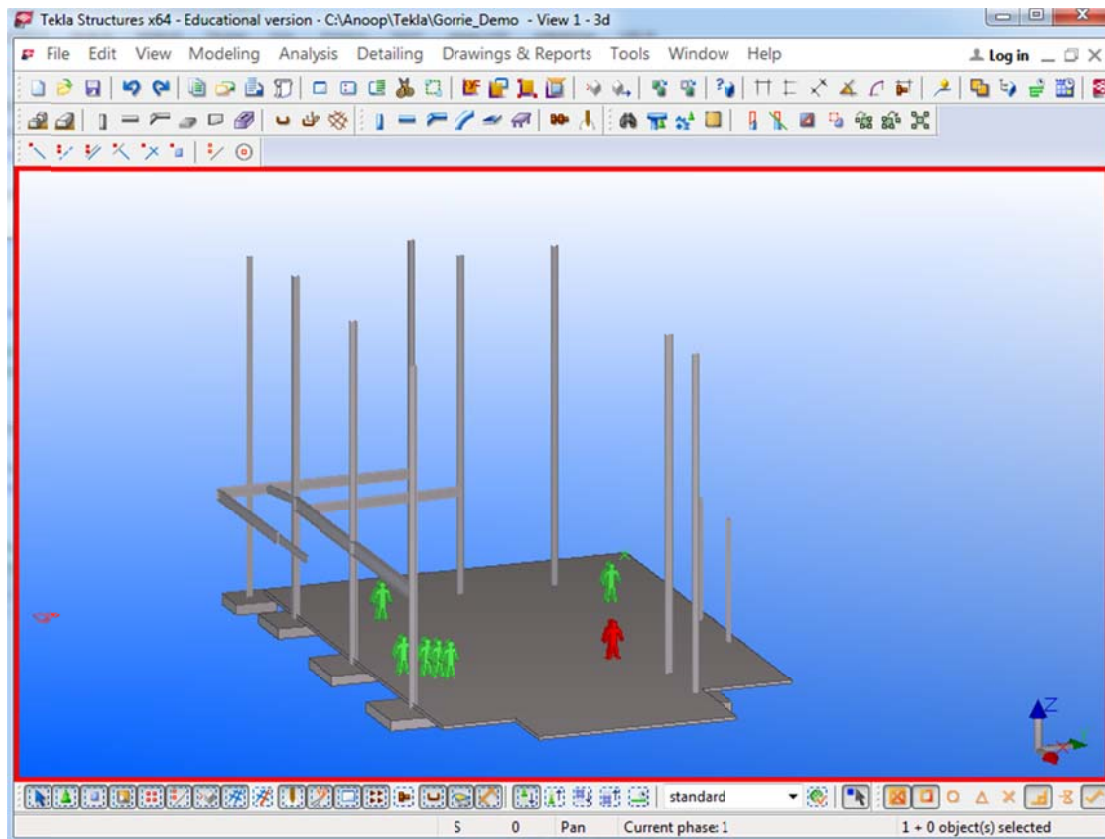 Tekla Structures x64 - Educational version - C:\Anoop\Tekla\Gorrie_Demo - View 1 - 3d
File Edit View Modeling Analysis Detailing Drawings & Reports Tools Window Help Log in
Z
standard
S 0 Pan Current phase: 1 1 + 0 object(s) selected